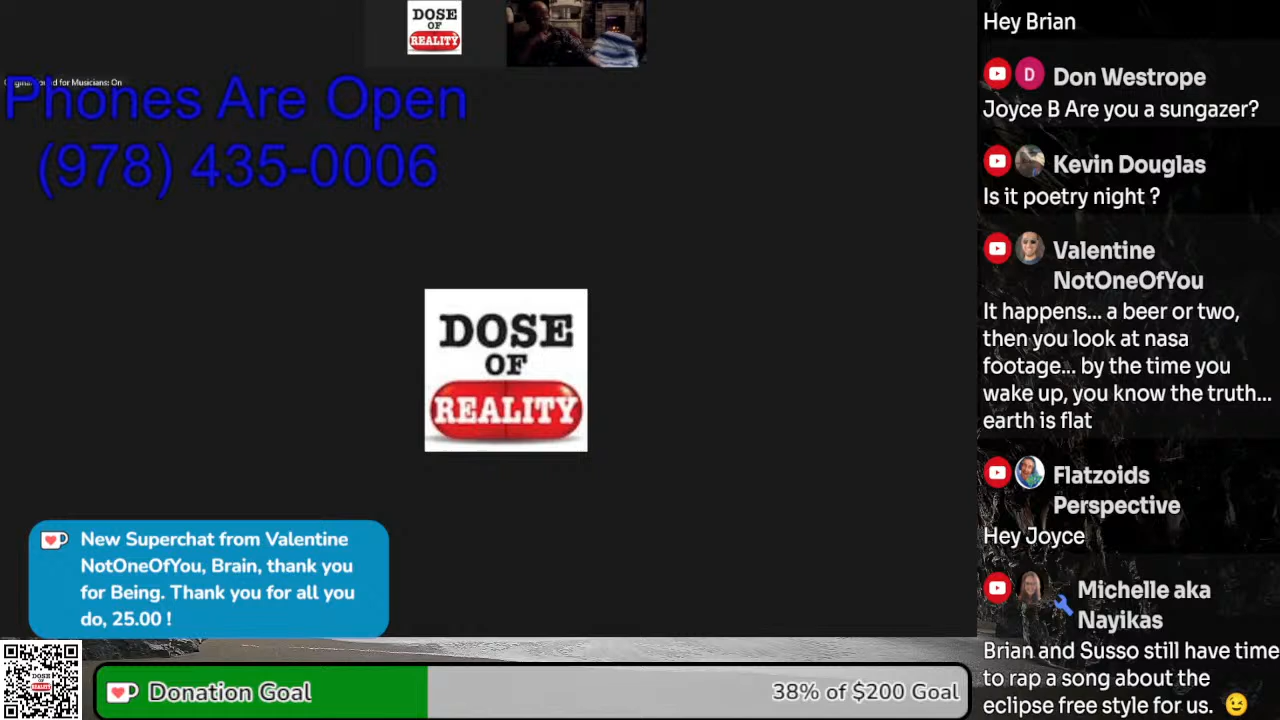 DOSE
OF
REALITY
Original Sound for Musicians: On
Phones Are Open
(978) 435-0006
DOSE
OF
REALITY
New Superchat from Valentine
NotOneOfYou, Brain, thank you
for Being. Thank you for all you
do, 25.00 !
Donation Goal
38% of $200 Goal
Hey Brian
D
Don Westrope
Joyce B Are you a sungazer?
Kevin Douglas
Is it poetry night ?
Valentine
NotOneOfYou
It happens... a beer or two,
then you look at nasa
footage... by the time you
wake up, you know the truth...
earth is flat
Flatzoids
Perspective
Hey Joyce
Michelle aka
Nayikas
Brian and Susso still have time
to rap a song about the
eclipse free style for us. 😉